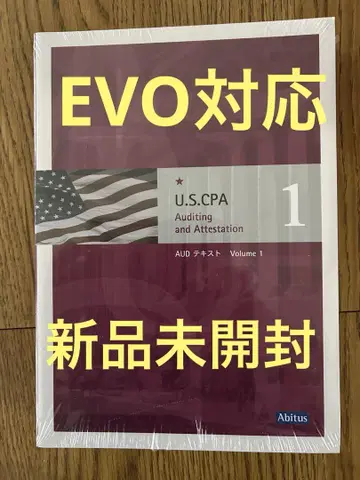 EVO対応
U.S.CPA
Auditing
and Attestation
1
AUD テキスト Volume 1
新品未開封
Abitus